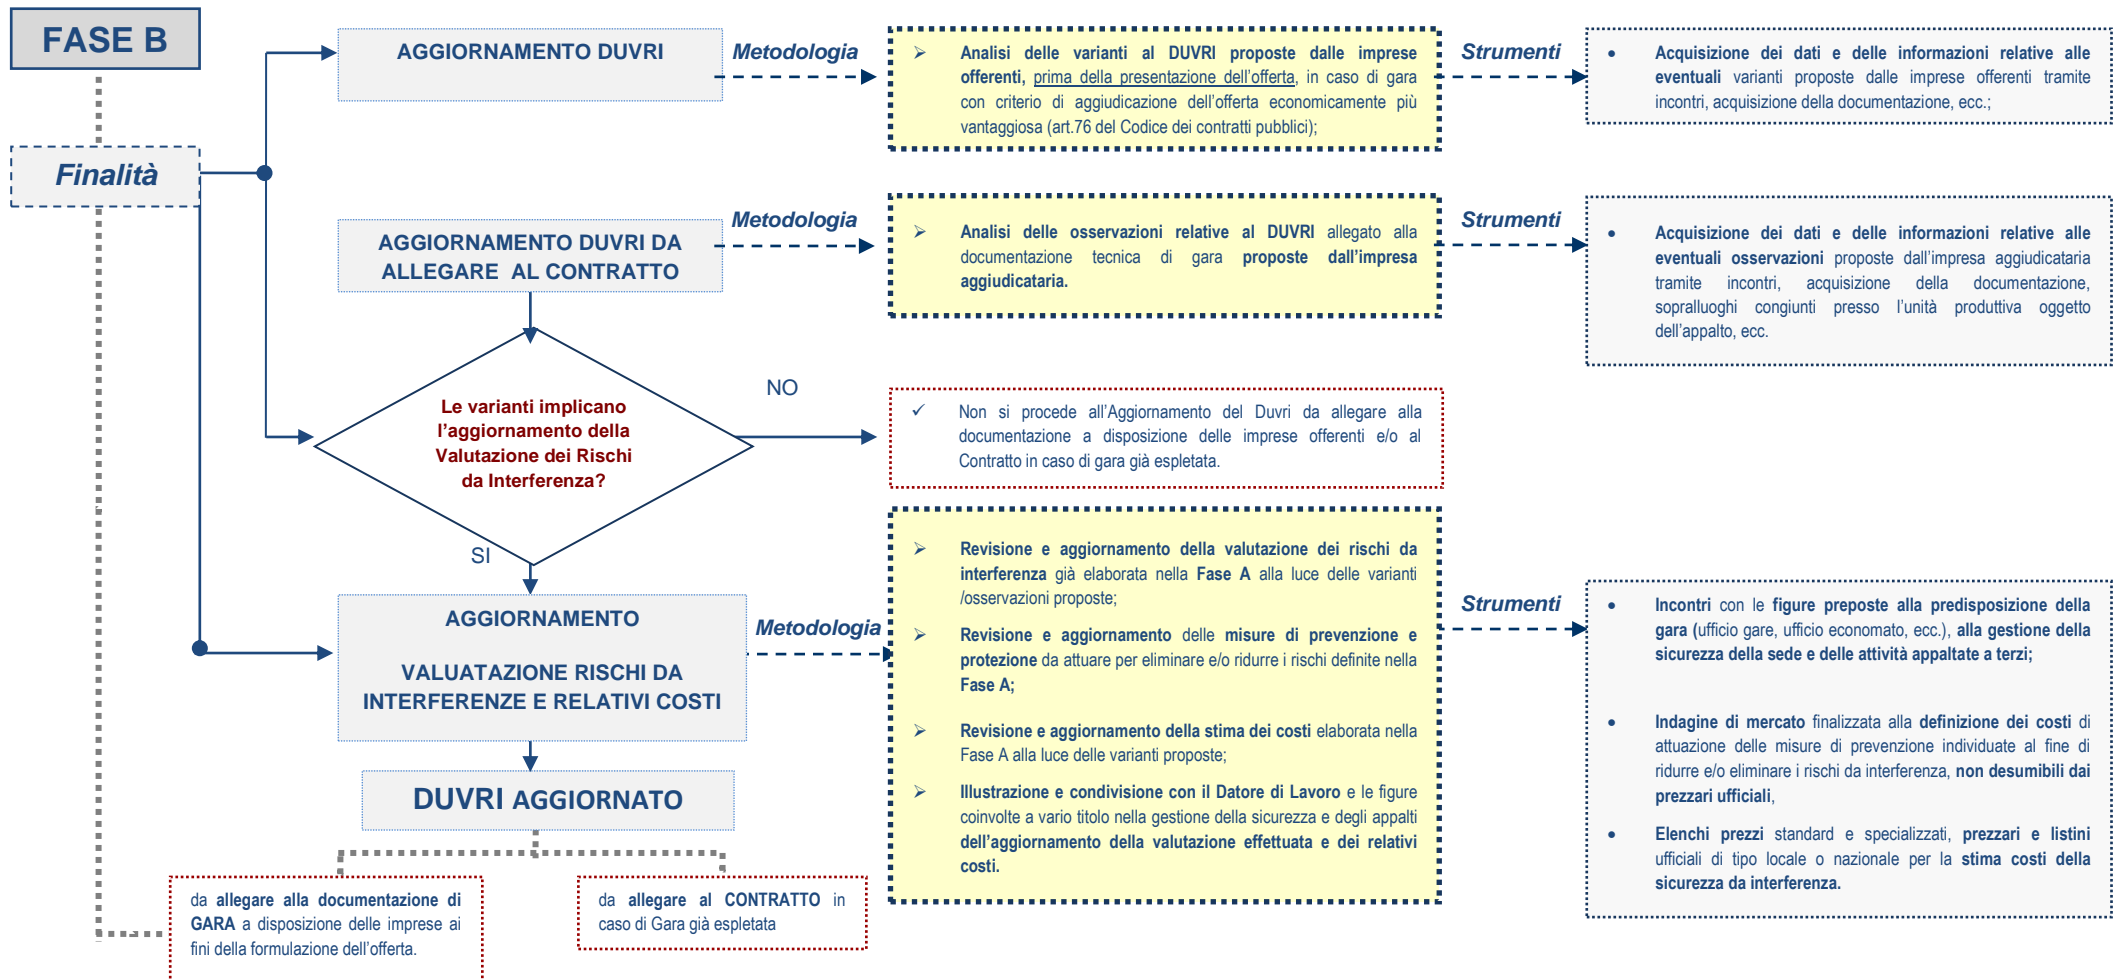 FASE B
Finalità
AGGIORNAMENTO DUVRI
Metodologia
➢ Analisi delle varianti al DUVRI proposte dalle imprese
offerenti, prima della presentazione dell'offerta, in caso di gara
con criterio di aggiudicazione dell'offerta economicamente più
vantaggiosa (art.76 del Codice dei contratti pubblici);
Strumenti
• Acquisizione dei dati e delle informazioni relative alle
eventuali varianti proposte dalle imprese offerenti tramite
incontri, acquisizione della documentazione, ecc.;
AGGIORNAMENTO DUVRI DA
ALLEGARE AL CONTRATTO
Metodologia
➢ Analisi delle osservazioni relative al DUVRI allegato alla
documentazione tecnica di gara proposte dall'impresa
aggiudicataria.
Strumenti
• Acquisizione dei dati e delle informazioni relative alle
eventuali osservazioni proposte dall'impresa aggiudicataria
tramite incontri, acquisizione della documentazione,
sopralluoghi congiunti presso l'unità produttiva oggetto
dell'appalto, ecc.
Le varianti implicano
l'aggiornamento della
Valutazione dei Rischi
da Interferenza?
NO
✓ Non si procede all'Aggiornamento del Duvri da allegare alla
documentazione a disposizione delle imprese offerenti e/o al
Contratto in caso di gara già espletata.
SI
AGGIORNAMENTO
VALUATAZIONE RISCHI DA
INTERFERENZE E RELATIVI COSTI
Metodologia
➢ Revisione e aggiornamento della valutazione dei rischi da
interferenza già elaborata nella Fase A alla luce delle varianti
/osservazioni proposte;
➢ Revisione e aggiornamento delle misure di prevenzione e
protezione da attuare per eliminare e/o ridurre i rischi definite nella
Fase A;
➢ Revisione e aggiornamento della stima dei costi elaborata nella
Fase A alla luce delle varianti proposte;
➢ Illustrazione e condivisione con il Datore di Lavoro e le figure
coinvolte a vario titolo nella gestione della sicurezza e degli appalti
dell'aggiornamento della valutazione effettuata e dei relativi
costi.
Strumenti
• Incontri con le figure preposte alla predisposizione della
gara (ufficio gare, ufficio economato, ecc.), alla gestione della
sicurezza della sede e delle attività appaltate a terzi;
• Indagine di mercato finalizzata alla definizione dei costi di
attuazione delle misure di prevenzione individuate al fine di
ridurre e/o eliminare i rischi da interferenza, non desumibili dai
prezzari ufficiali,
• Elenchi prezzi standard e specializzati, prezzari e listini
ufficiali di tipo locale o nazionale per la stima costi della
sicurezza da interferenza.
DUVRI AGGIORNATO
da allegare alla documentazione di
GARA a disposizione delle imprese ai
fini della formulazione dell'offerta.
da allegare al CONTRATTO in
caso di Gara già espletata